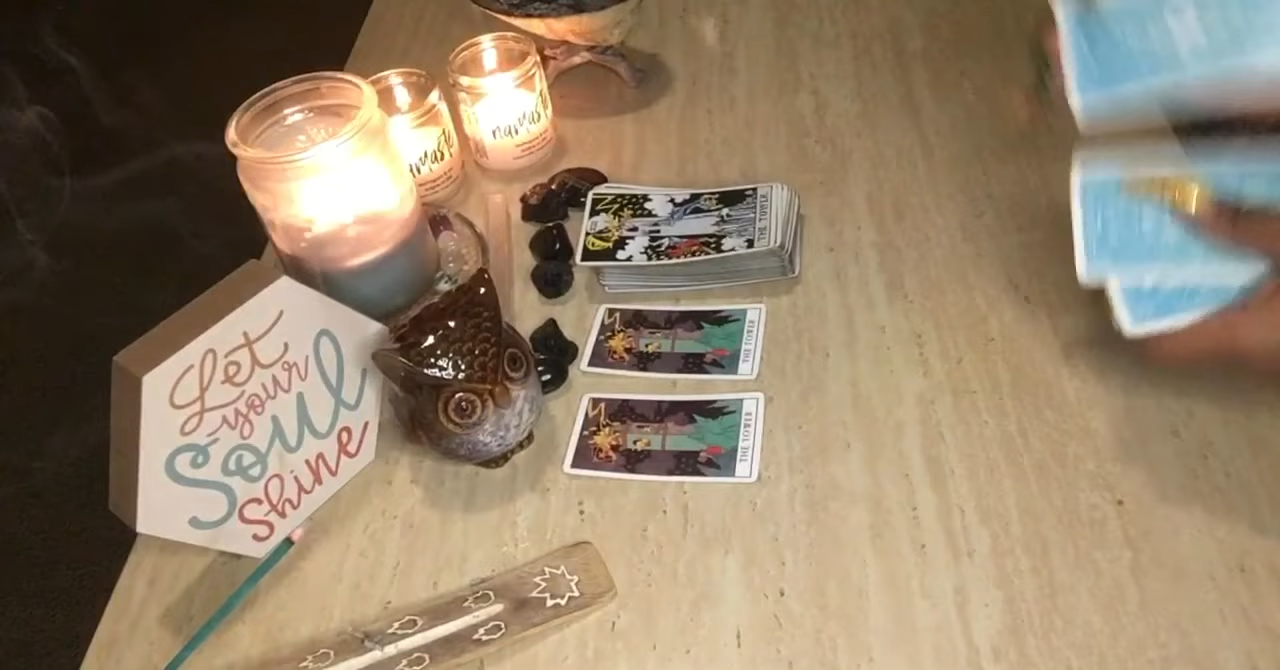 namaste
namaste
THE TOWER
THE TOWER
THE TOWER
Let
your
Soul
Shine